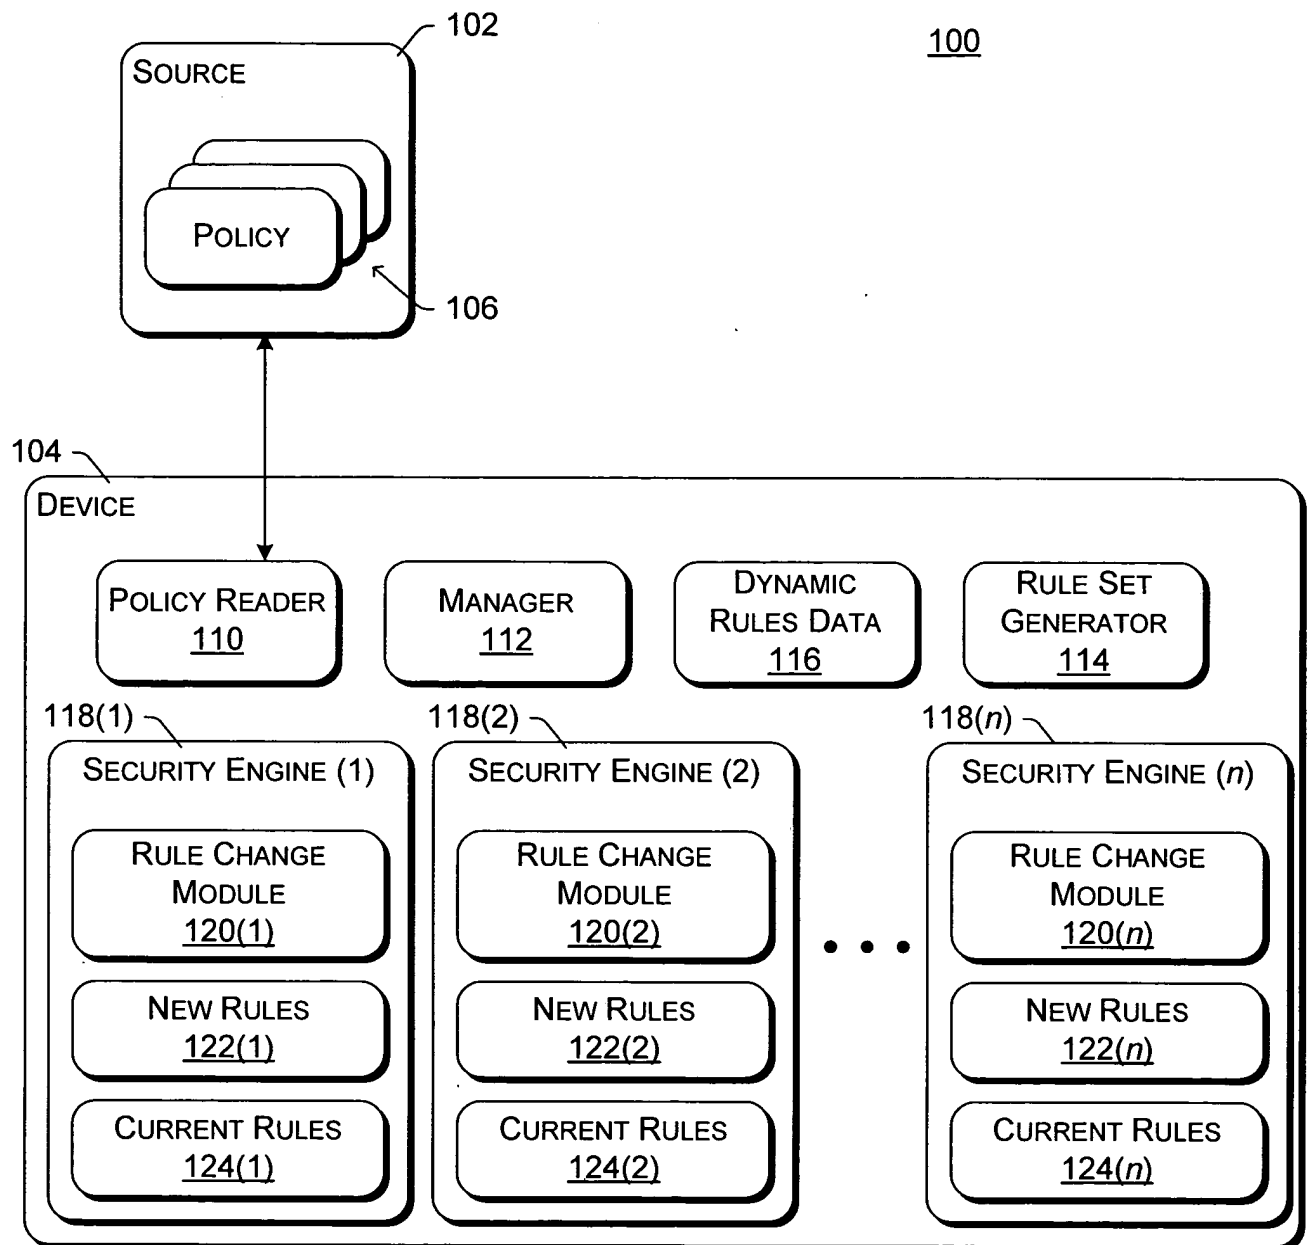 102
100
SOURCE
POLICY
106
104
DEVICE
POLICY READER
110
MANAGER
112
DYNAMIC
RULES DATA
116
RULE SET
GENERATOR
114
118(1)
118(2)
118(n)
SECURITY ENGINE (1)
RULE CHANGE
MODULE
120(1)
NEW RULES
122(1)
CURRENT RULES
124(1)
SECURITY ENGINE (2)
RULE CHANGE
MODULE
120(2)
NEW RULES
122(2)
CURRENT RULES
124(2)
• • •
SECURITY ENGINE (n)
RULE CHANGE
MODULE
120(n)
NEW RULES
122(n)
CURRENT RULES
124(n)